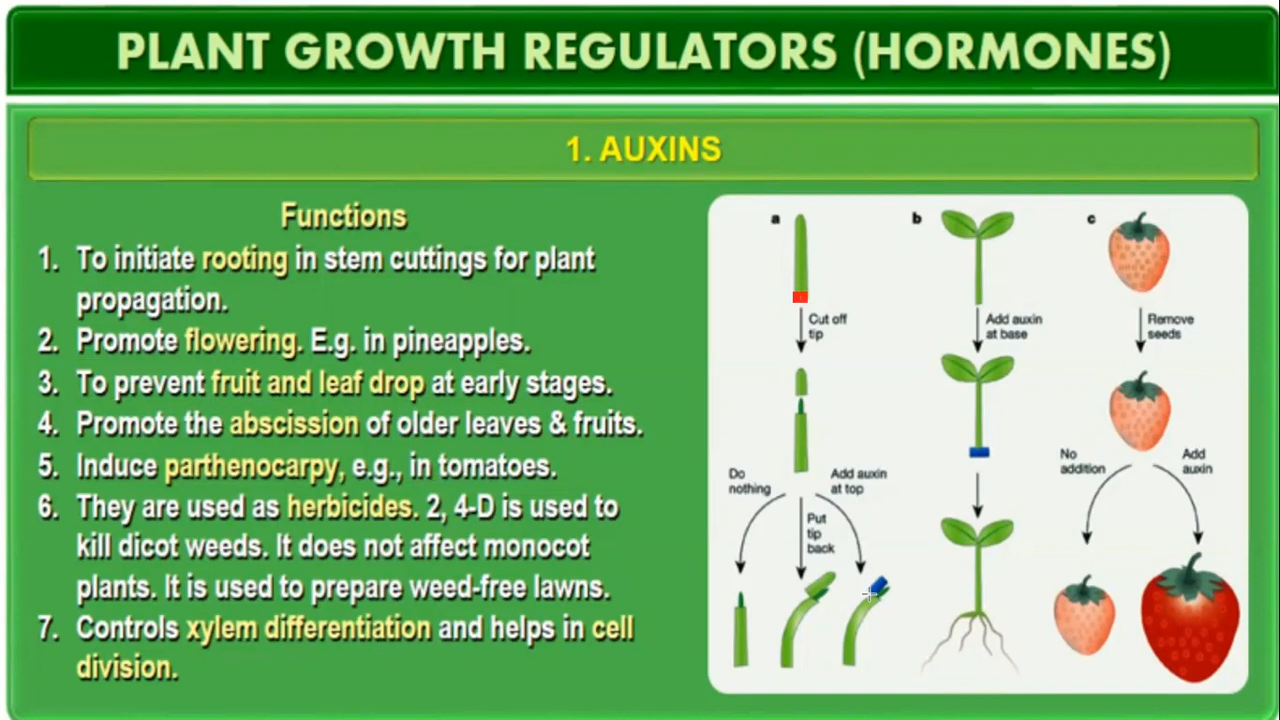 PLANT GROWTH REGULATORS (HORMONES)
1. AUXINS
Functions
1. To initiate rooting in stem cuttings for plant
propagation.
2. Promote flowering. E.g. in pineapples.
3. To prevent fruit and leaf drop at early stages.
4. Promote the abscission of older leaves & fruits.
5. Induce parthenocarpy, e.g., in tomatoes.
6. They are used as herbicides. 2, 4-D is used to
kill dicot weeds. It does not affect monocot
plants. It is used to prepare weed-free lawns.
7. Controls xylem differentiation and helps in cell
division.
a
Cut off
tip
Do
nothing
Put
tip
back
Add auxin
at top
b
Add auxin
at base
c
Remove
seeds
No
addition
Add
auxin